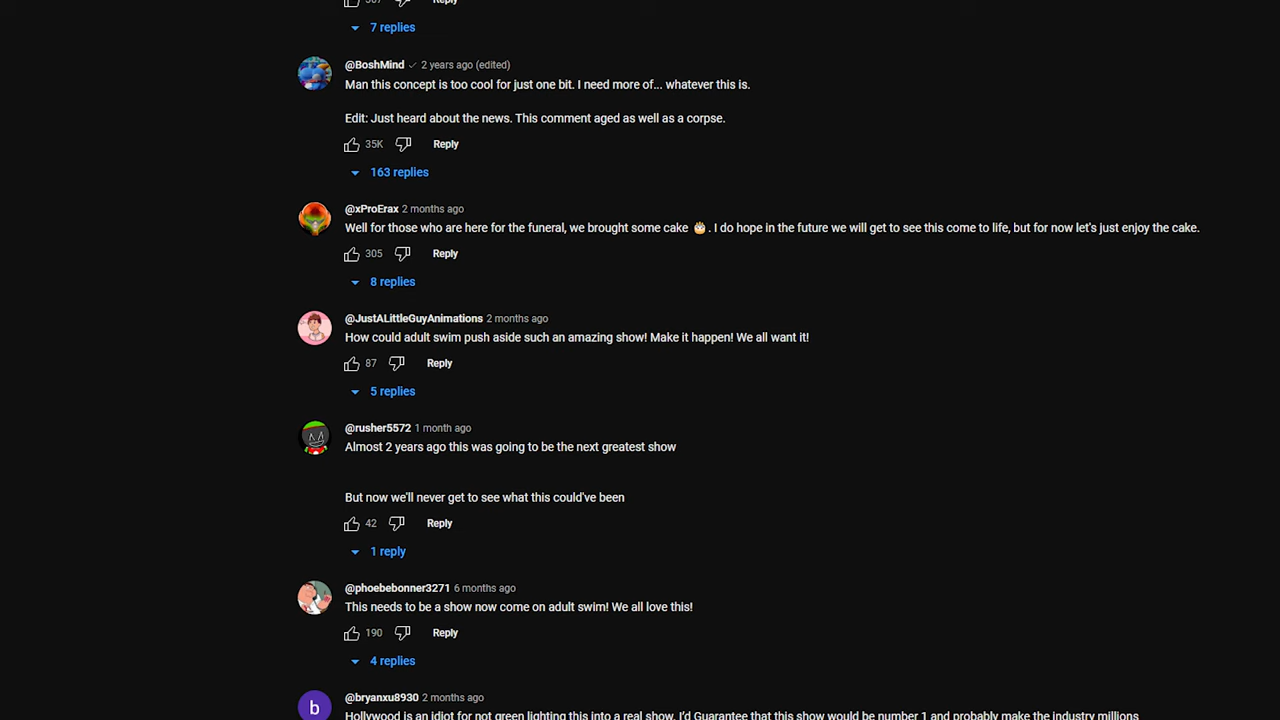 307 Reply
7 replies
@BoshMind 2 years ago (edited)
Man this concept is too cool for just one bit. I need more of... whatever this is.
Edit: Just heard about the news. This comment aged as well as a corpse.
35K Reply
163 replies
@xProErax 2 months ago
Well for those who are here for the funeral, we brought some cake 🎂. I do hope in the future we will get to see this come to life, but for now let's just enjoy the cake.
305 Reply
8 replies
@JustALittleGuyAnimations 2 months ago
How could adult swim push aside such an amazing show! Make it happen! We all want it!
87 Reply
5 replies
@rusher5572 1 month ago
Almost 2 years ago this was going to be the next greatest show
But now we'll never get to see what this could've been
42 Reply
1 reply
@phoebebonner3271 6 months ago
This needs to be a show now come on adult swim! We all love this!
190 Reply
4 replies
b
@bryanxu8930 2 months ago
Hollywood is an idiot for not green lighting this into a real show. I'd Guarantee that this show would be number 1 and probably make the industry millions